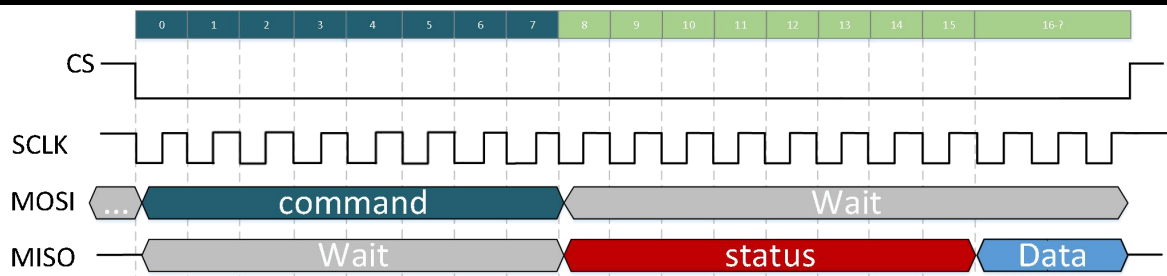 0 1 2 3 4 5 6 7 8 9 10 11 12 13 14 15 16-?
CS
SCLK
MOSI ... command Wait
MISO Wait status Data